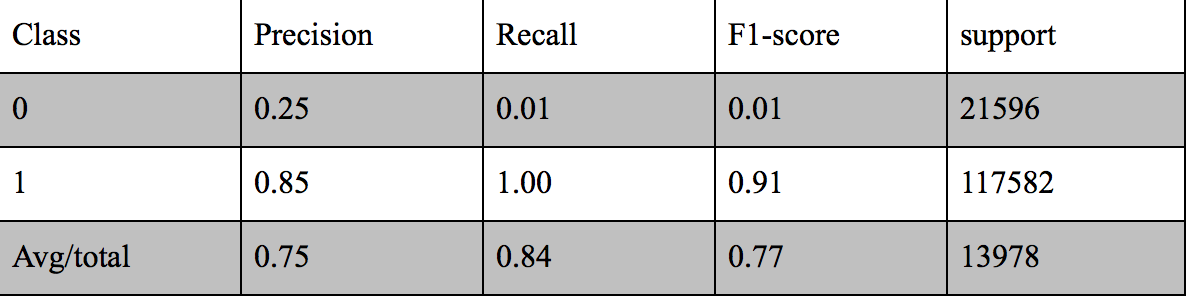 Class Precision Recall F1-score support
0 0.25 0.01 0.01 21596
1 0.85 1.00 0.91 117582
Avg/total 0.75 0.84 0.77 13978